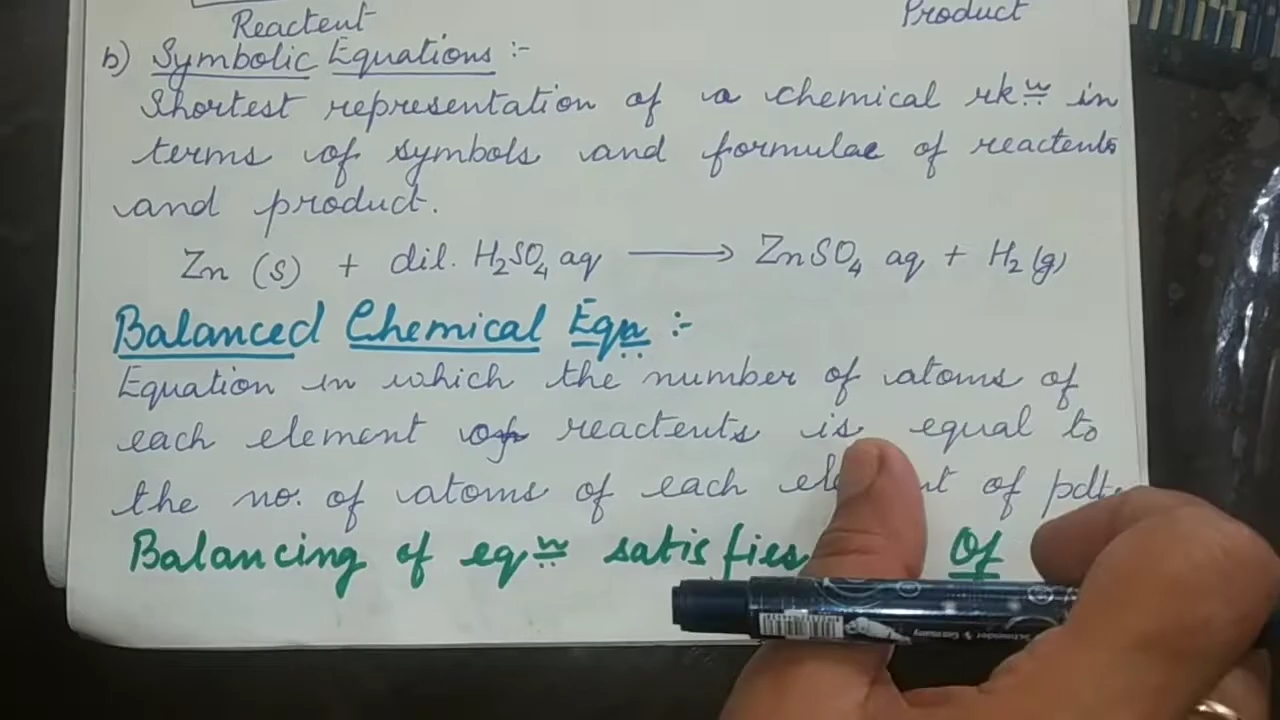 Reactent
Product
b) Symbolic Equations :-
Shortest representation of a chemical rkn in
terms of symbols and formulae of reactents
and product.
Zn (s) + dil. H₂SO₄ aq ⟶ ZnSO₄ aq + H₂ (g)
Balanced Chemical Eqn :-
Equation in which the number of atoms of
each element of reactents is equal to
the no. of atoms of each of pdt
Balancing of eqn satisfies Of